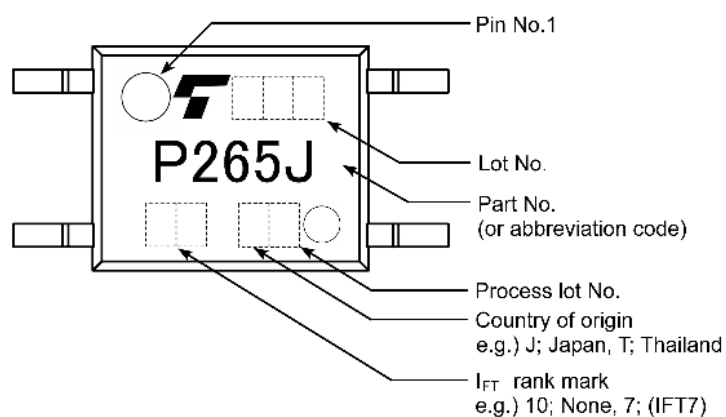 Pin No.1
P265J
Lot No.
Part No.
(or abbreviation code)
Process lot No.
Country of origin
e.g.) J; Japan, T; Thailand
IFT rank mark
e.g.) 10; None, 7; (IFT7)